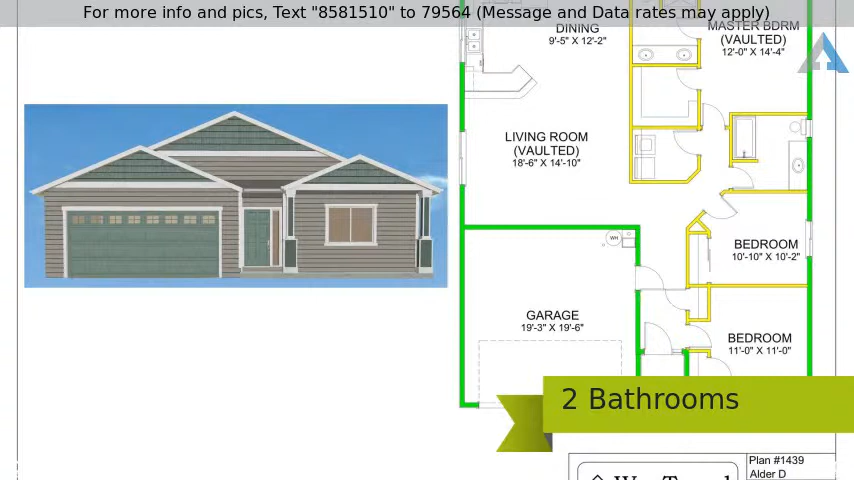 For more info and pics, Text "8581510" to 79564 (Message and Data rates may apply)
DINING
9'-5" X 12'-2"
MASTER BDRM
(VAULTED)
12'-0" X 14'-4"
LIVING ROOM
(VAULTED)
18'-6" X 14'-10"
WH
BEDROOM
10'-10" X 10'-2"
GARAGE
19'-3" X 19'-6"
BEDROOM
11'-0" X 11'-0"
2 Bathrooms
Plan #1439
Alder D